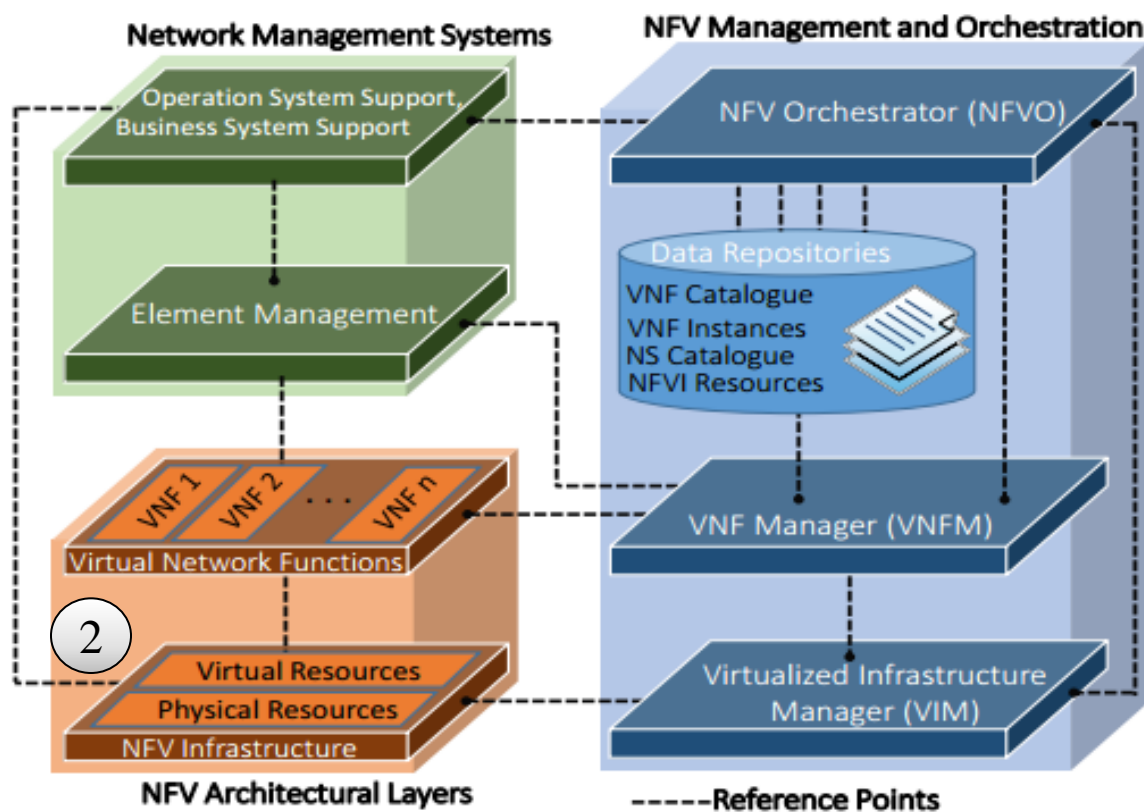 Network Management Systems
Operation System Support,
Business System Support
Element Management
VNF 1
VNF 2
. . .
VNF n
Virtual Network Functions
2
Virtual Resources
Physical Resources
NFV Infrastructure
NFV Architectural Layers
NFV Management and Orchestration
NFV Orchestrator (NFVO)
Data Repositories
VNF Catalogue
VNF Instances
NS Catalogue
NFVI Resources
VNF Manager (VNFM)
Virtualized Infrastructure
Manager (VIM)
Reference Points